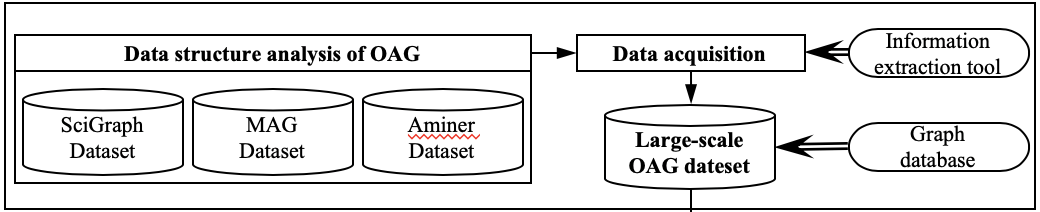 Data structure analysis of OAG
SciGraph
Dataset
MAG
Dataset
Aminer
Dataset
Data acquisition
Large-scale
OAG dateset
Information
extraction tool
Graph
database